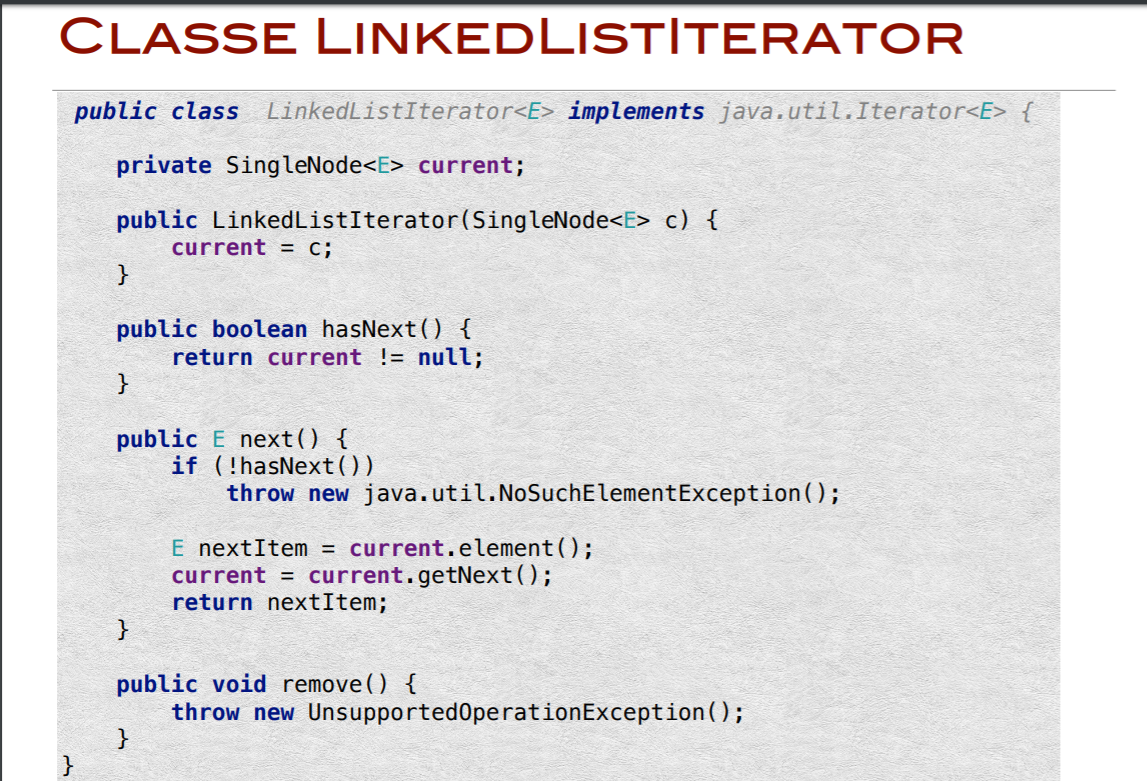 CLASSE LINKEDLISTITERATOR
public class LinkedListIterator<E> implements java.util.Iterator<E> {
private SingleNode<E> current;
public LinkedListIterator(SingleNode<E> c) {
current = c;
}
public boolean hasNext() {
return current != null;
}
public E next() {
if (!hasNext())
throw new java.util.NoSuchElementException();
E nextItem = current.element();
current = current.getNext();
return nextItem;
}
public void remove() {
throw new UnsupportedOperationException();
}
}